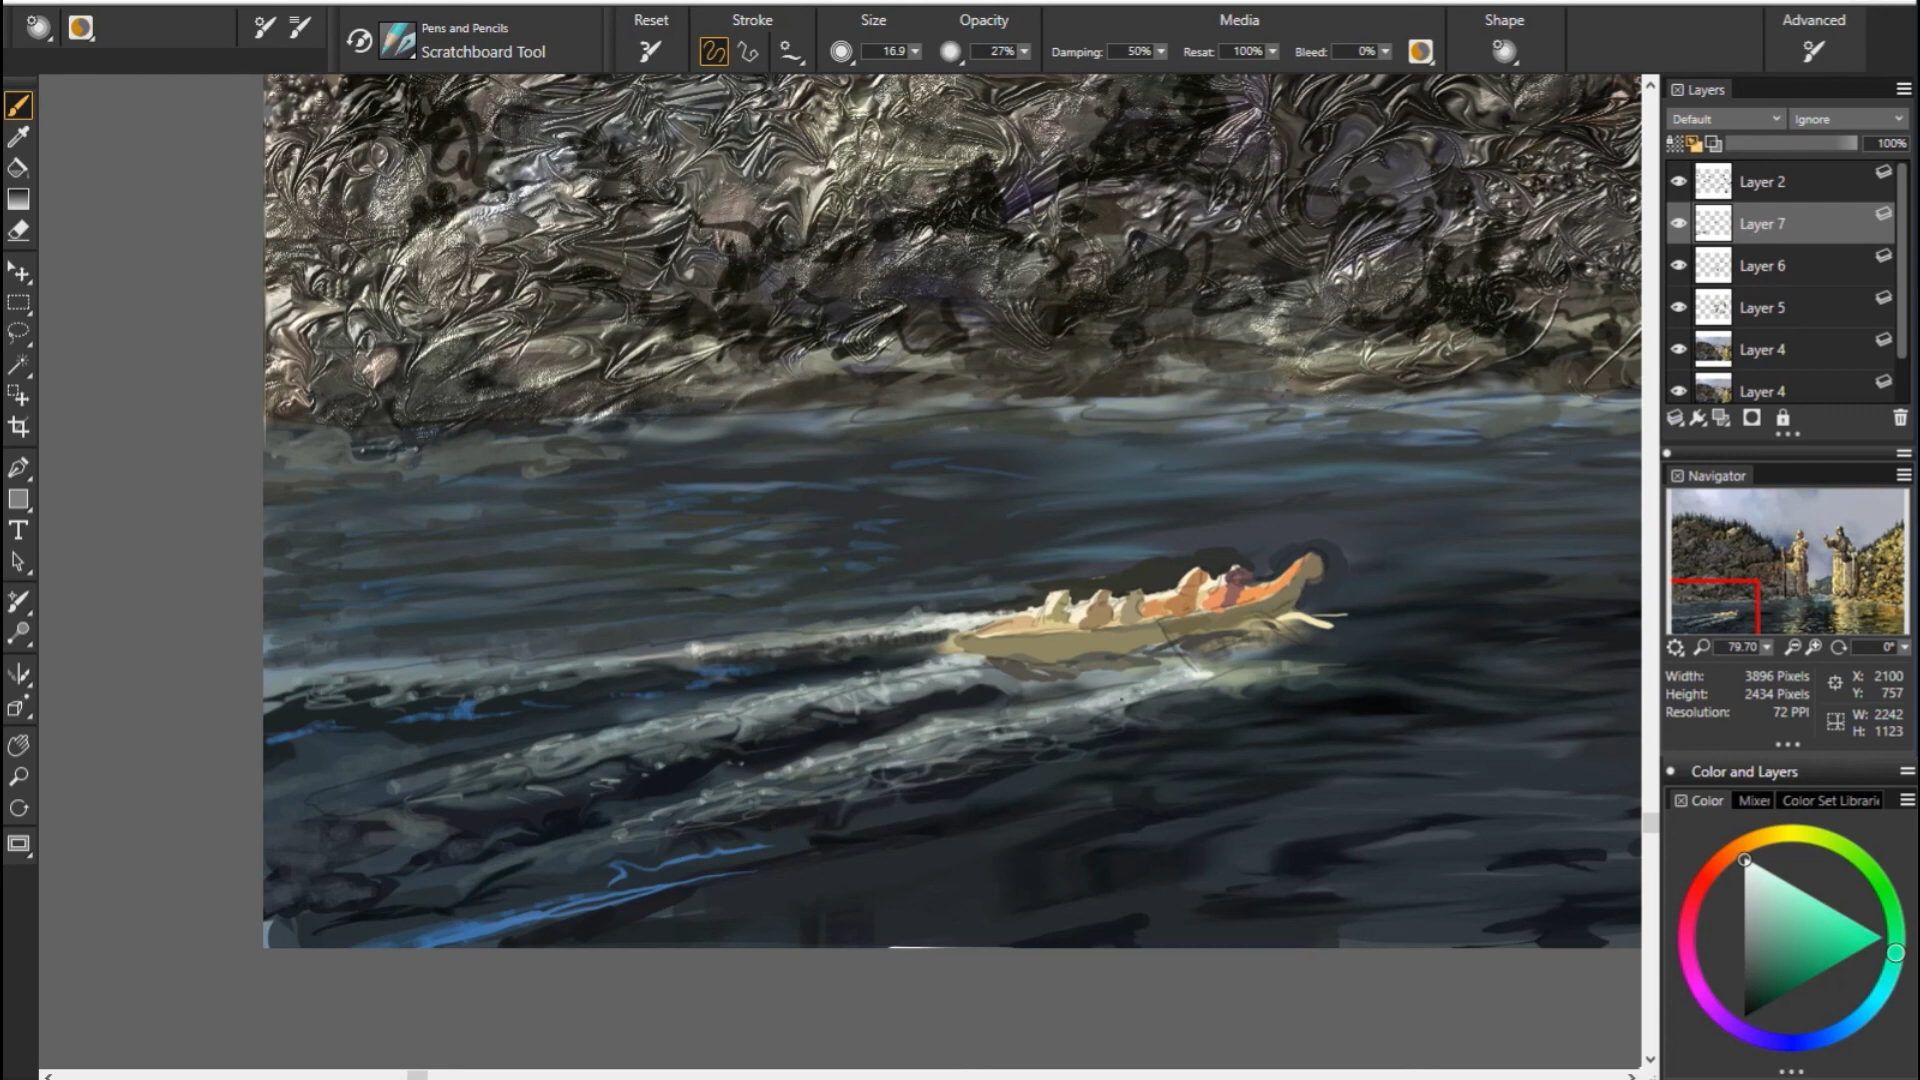 Reset
Stroke
Size
Opacity
Media
Shape
Advanced
Pens and Pencils
Scratchboard Tool
16.9
27%
Damping: 50%
Resat: 100%
Bleed: 0%
Layers
Default
Ignore
100%
Layer 2
Layer 7
Layer 6
Layer 5
Layer 4
Layer 4
Navigator
79.70
0°
Width: 3896 Pixels
Height: 2434 Pixels
Resolution: 72 PPI
X: 2100
Y: 757
W: 2242
H: 1123
Color and Layers
Color
Mixer
Color Set Librari